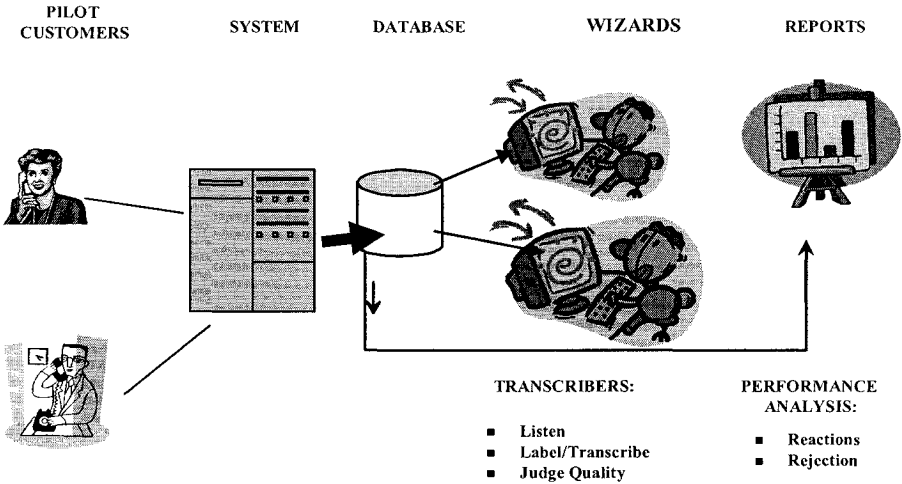 PILOT
CUSTOMERS
SYSTEM
DATABASE
WIZARDS
REPORTS
TRANSCRIBERS:
▪ Listen
▪ Label/Transcribe
▪ Judge Quality
PERFORMANCE
ANALYSIS:
▪ Reactions
▪ Rejection